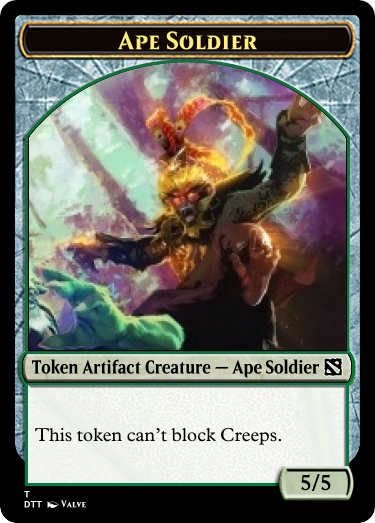 Ape Soldier
Token Artifact Creature — Ape Soldier
This token can't block Creeps.
5/5
T
DTT Valve